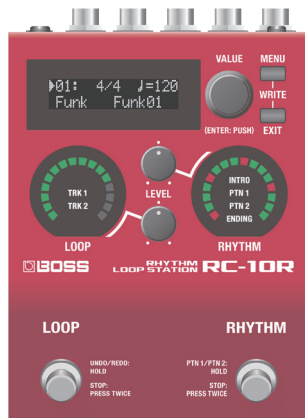 VALUE
MENU
01: 4/4 ♩=120
Funk Funk01
WRITE
(ENTER: PUSH)
EXIT
TRK 1
TRK 2
LEVEL
INTRO
PTN 1
PTN 2
ENDING
LOOP
RHYTHM
BOSS
RHYTHM
LOOP STATION RC-10R
LOOP
RHYTHM
UNDO/REDO:
HOLD
STOP:
PRESS TWICE
PTN 1/PTN 2:
HOLD
STOP:
PRESS TWICE